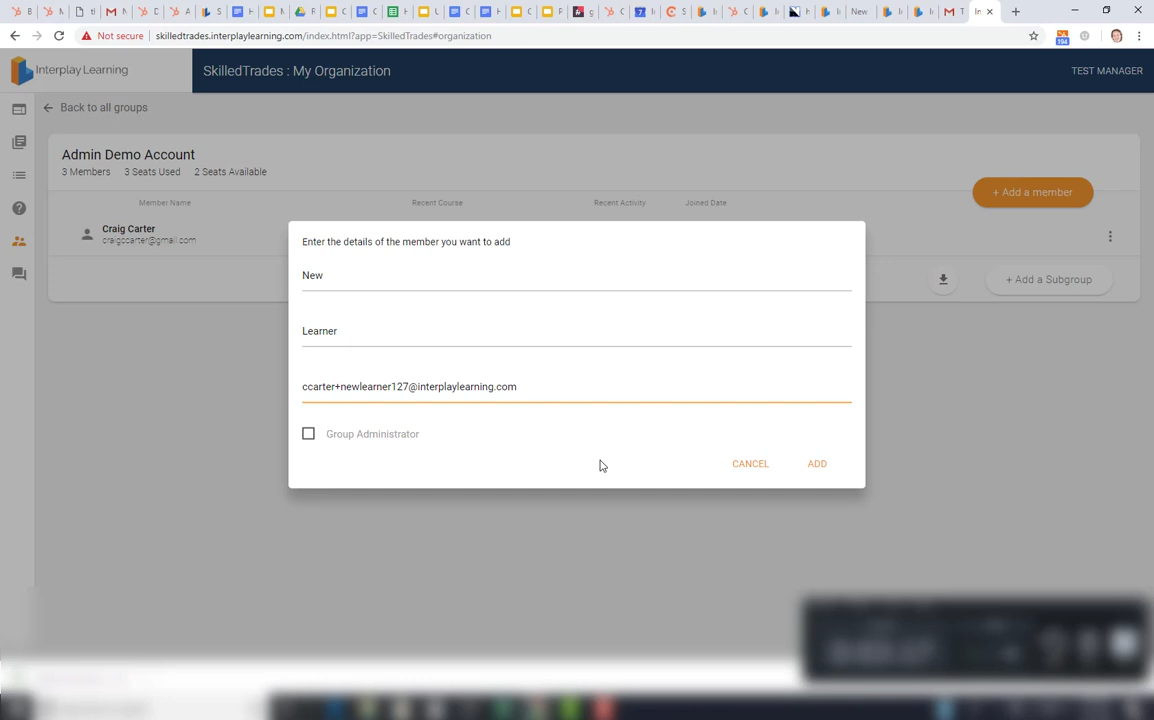 Not secure
skilledtrades.interplaylearning.com/index.html?app=SkilledTrades#organization
194
Interplay Learning
SkilledTrades : My Organization
TEST MANAGER
Back to all groups
Admin Demo Account
3 Members 3 Seats Used 2 Seats Available
+ Add a member
Member Name Recent Course Recent Activity Joined Date
Craig Carter
craigccarter@gmail.com
+ Add a Subgroup
Enter the details of the member you want to add
New
Learner
ccarter+newlearner127@interplaylearning.com
Group Administrator
CANCEL ADD